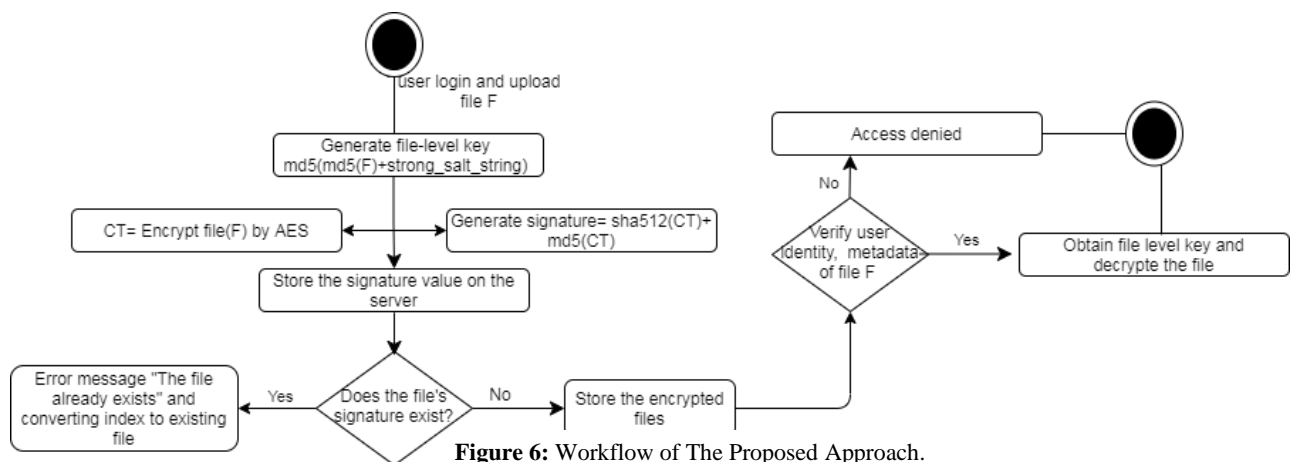 user login and upload
file F
Generate file-level key
md5(md5(F)+strong_salt_string)
CT= Encrypt file(F) by AES
Generate signature= sha512(CT)+
md5(CT)
Store the signature value on the
server
Does the file's
signature exist?
Yes
Error message "The file
already exists" and
converting index to existing
file
No
Store the encrypted
files
Verify user
Identity, metadata
of file F
No
Access denied
Yes
Obtain file level key and
decrypte the file
Figure 6: Workflow of The Proposed Approach.